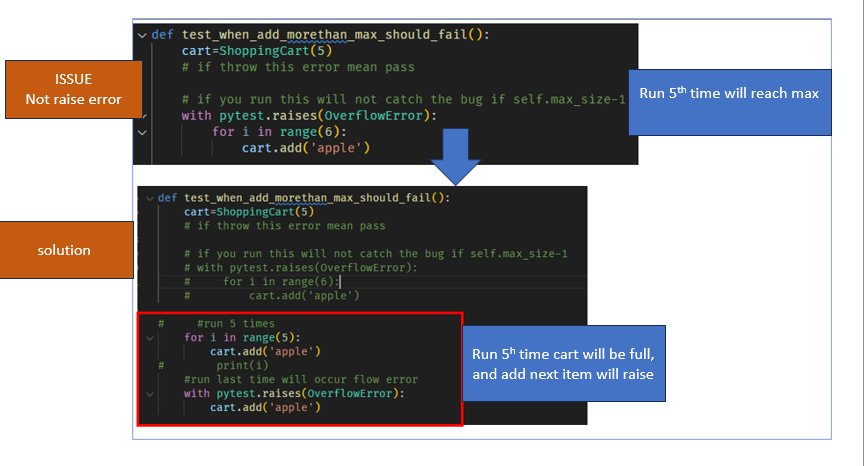 def test_when_add_morethan_max_should_fail():
cart=ShoppingCart(5)
# if throw this error mean pass
# if you run this will not catch the bug if self.max_size-1
with pytest.raises(OverflowError):
for i in range(6):
cart.add('apple')
ISSUE
Not raise error
Run 5th time will reach max
def test_when_add_morethan_max_should_fail():
cart=ShoppingCart(5)
# if throw this error mean pass
# if you run this will not catch the bug if self.max_size-1
# with pytest.raises(OverflowError):
#     for i in range(6):
#         cart.add('apple')
#     #run 5 times
for i in range(5):
cart.add('apple')
#        print(i)
#run last time will occur flow error
with pytest.raises(OverflowError):
cart.add('apple')
solution
Run 5h time cart will be full,
and add next item will raise